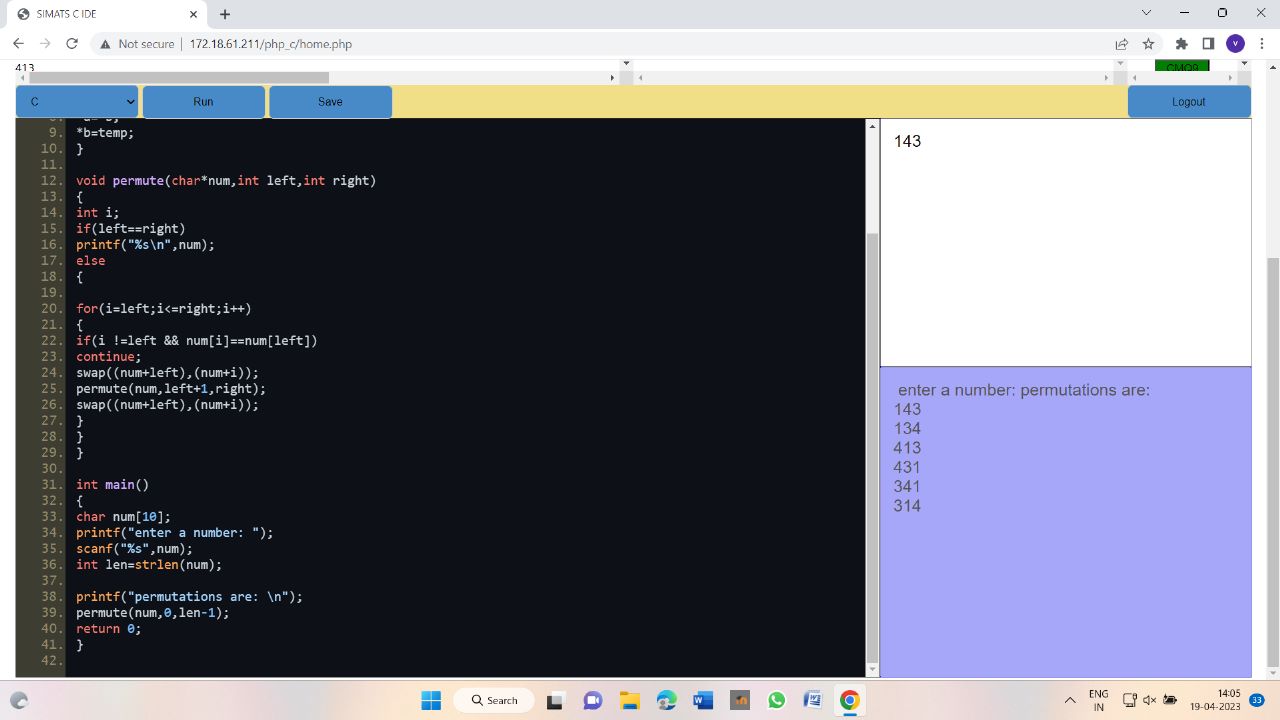 SIMATS C IDE
Not secure | 172.18.61.211/php_c/home.php
V
413
CMQ9
C
Run
Save
Logout
9. *b=temp;
10. }
11.
12. void permute(char*num,int left,int right)
13. {
14. int i;
15. if(left==right)
16. printf("%s\n",num);
17. else
18. {
19.
20. for(i=left;i<=right;i++)
21. {
22. if(i !=left && num[i]==num[left])
23. continue;
24. swap((num+left),(num+i));
25. permute(num,left+1,right);
26. swap((num+left),(num+i));
27. }
28. }
29. }
30.
31. int main()
32. {
33. char num[10];
34. printf("enter a number: ");
35. scanf("%s",num);
36. int len=strlen(num);
37.
38. printf("permutations are: \n");
39. permute(num,0,len-1);
40. return 0;
41. }
42.
143
enter a number: permutations are:
143
134
413
431
341
314
Search
ENG
IN
14:05
19-04-2023
33